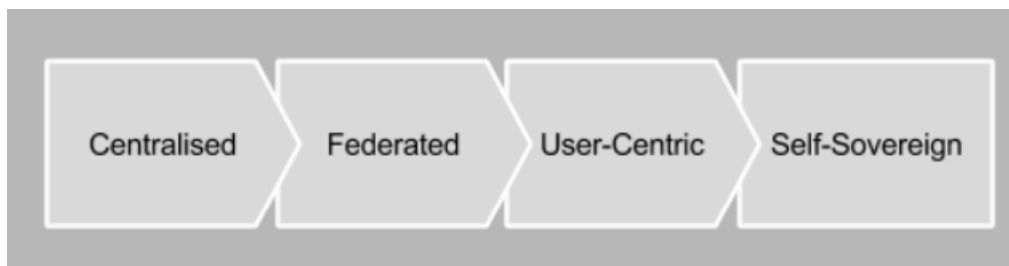 Centralised
Federated
User-Centric
Self-Sovereign